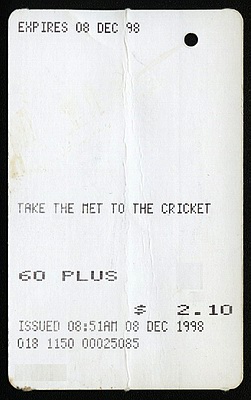 EXPIRES 08 DEC 98
TAKE THE MET TO THE CRICKET
60 PLUS
$ 2.10
ISSUED 08:51AM 08 DEC 1998
018 1150 00025085